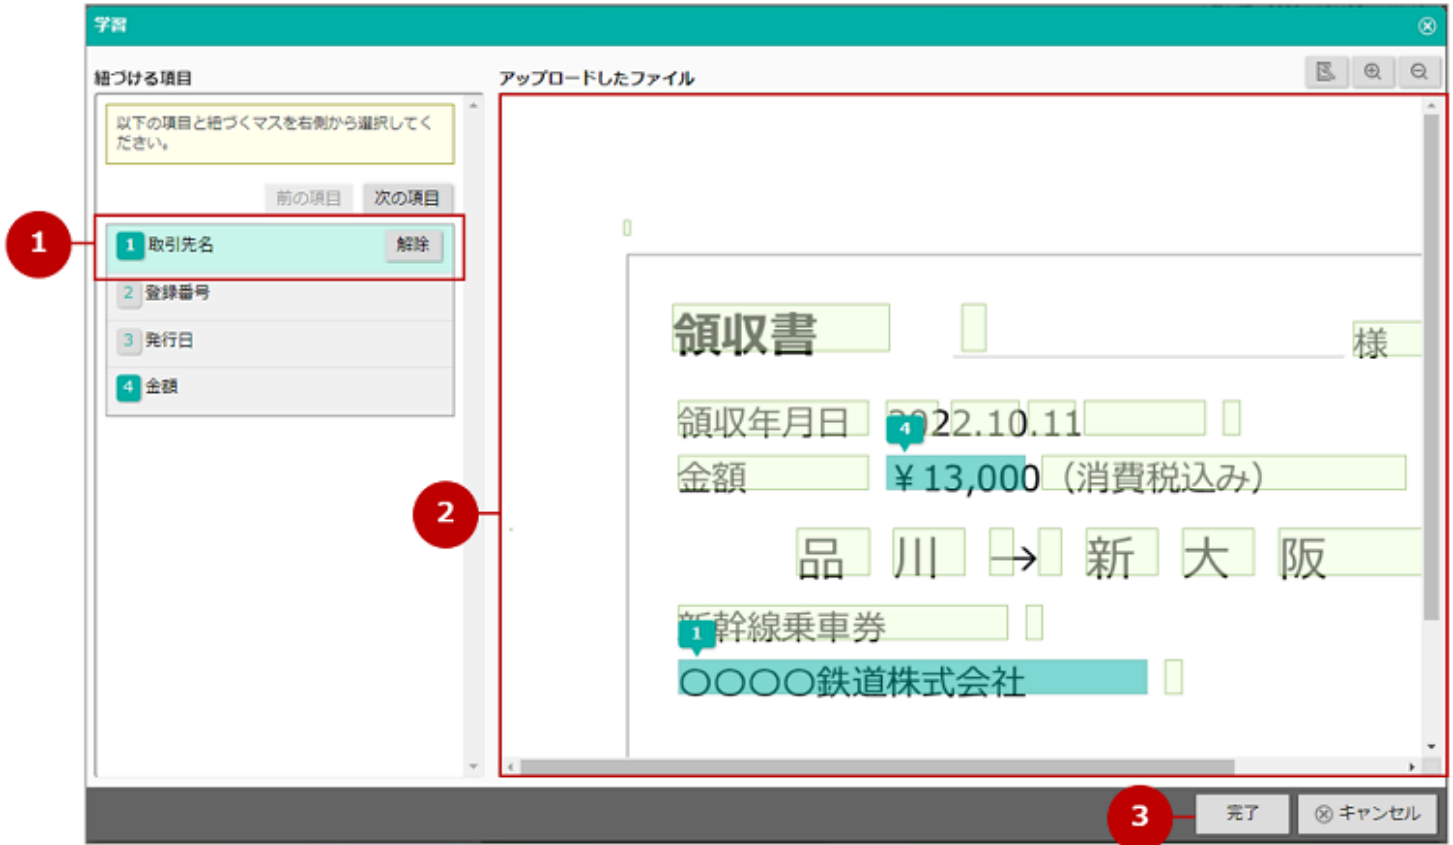 学習
紐づける項目
アップロードしたファイル
以下の項目と紐づくマスを右側から選択してく
ださい。
前の項目 次の項目
1
1 取引先名 解除
2 登録番号
3 発行日
4 金額
2
領収書 様
領収年月日 2022.10.11
4
金額 ¥13,000（消費税込み）
品川→新大阪
新幹線乗車券
1
〇〇〇〇鉄道株式会社
3
完了 キャンセル